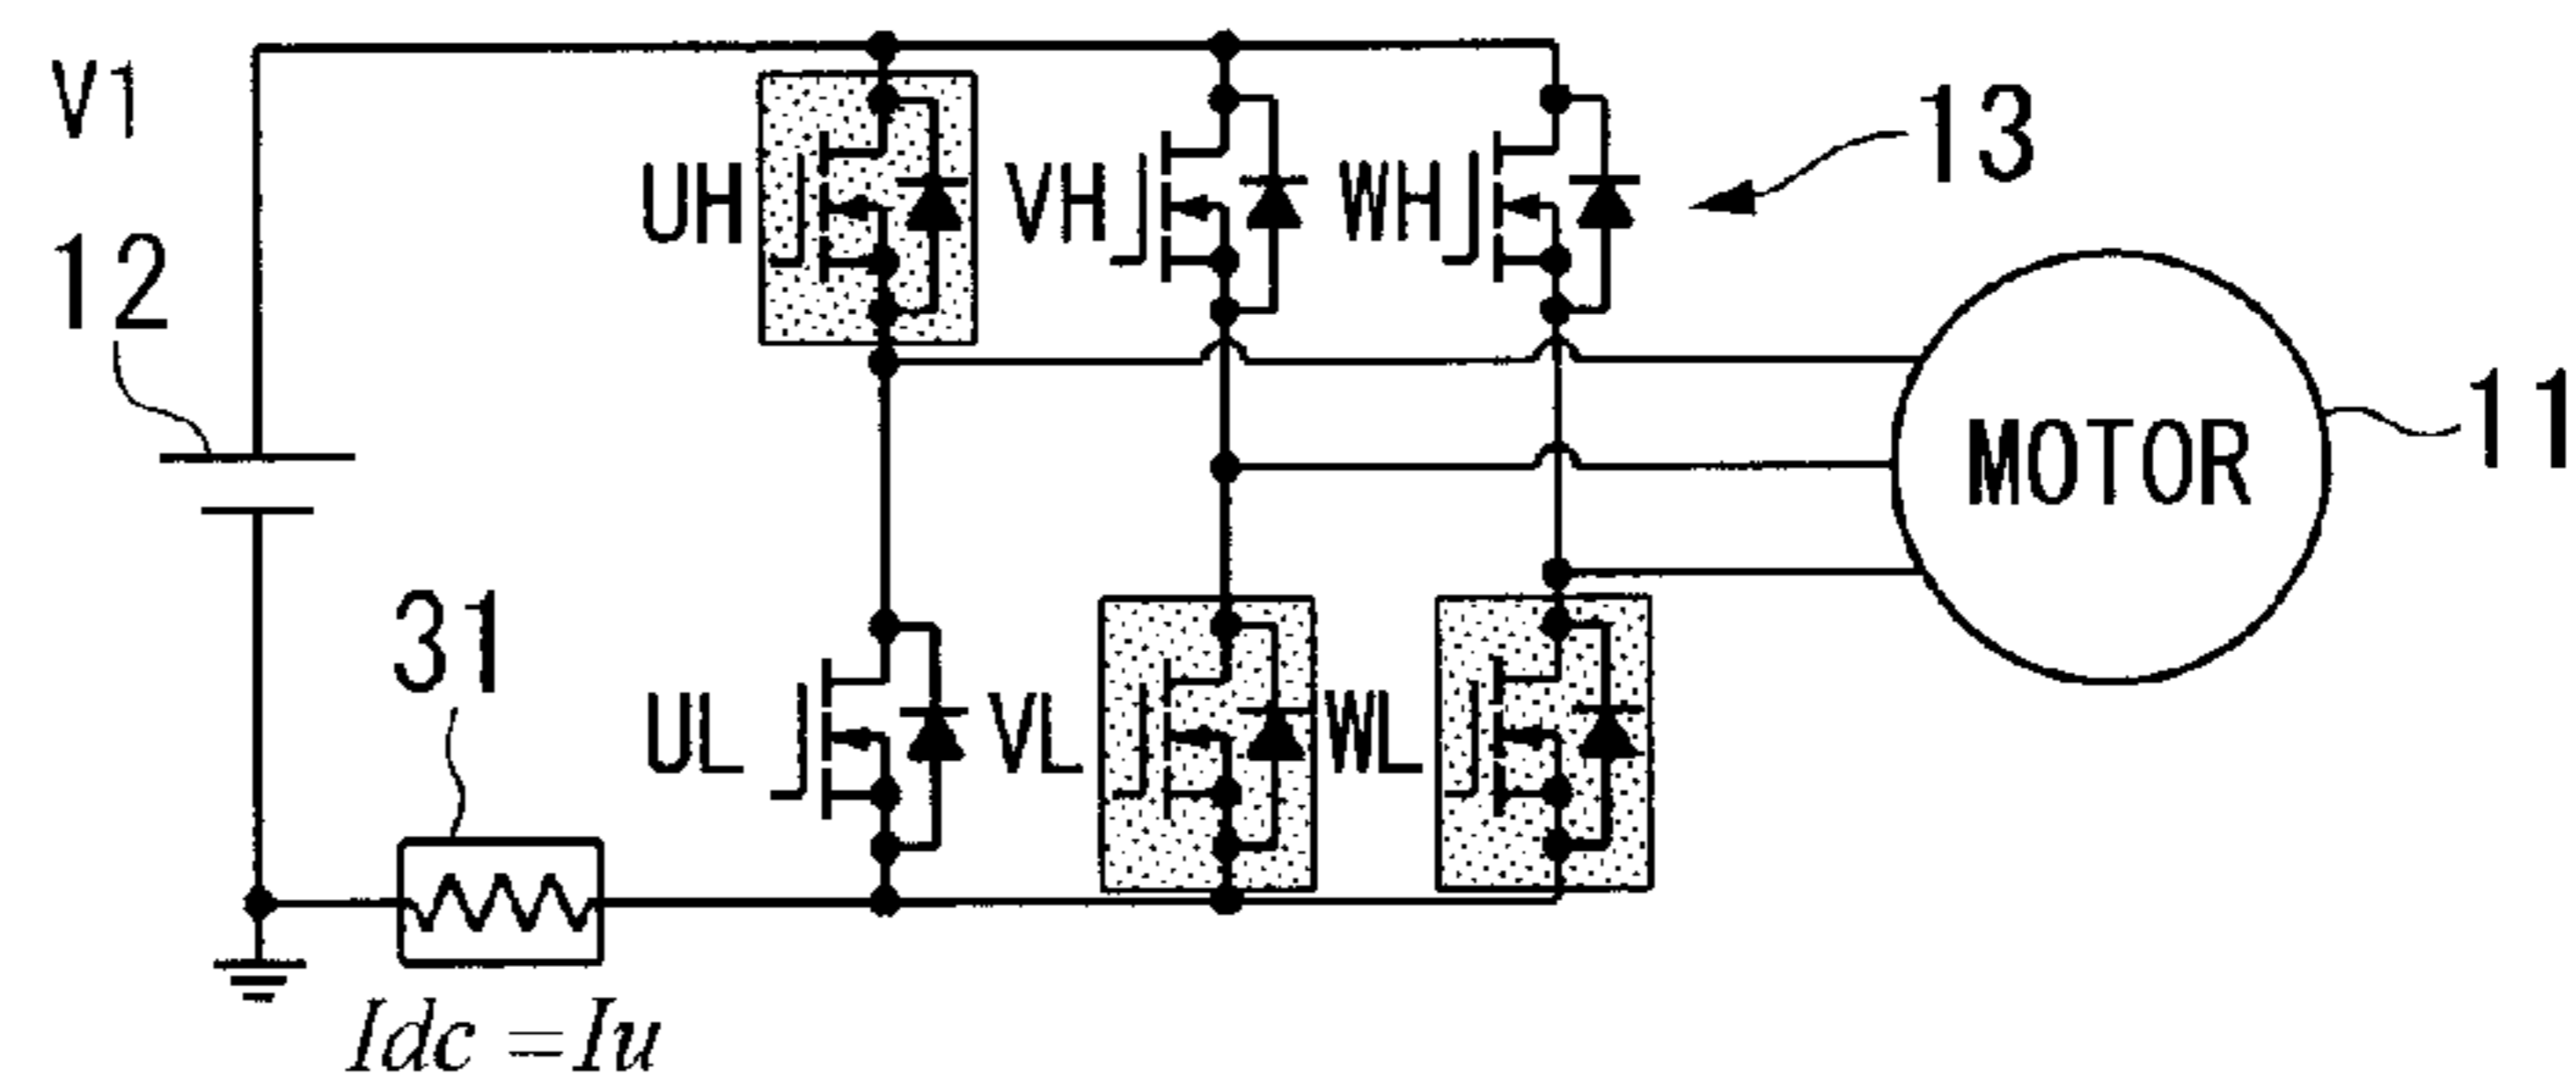 V1
12
UH
VH
WH
13
MOTOR
11
31
UL
VL
WL
Idc = Iu